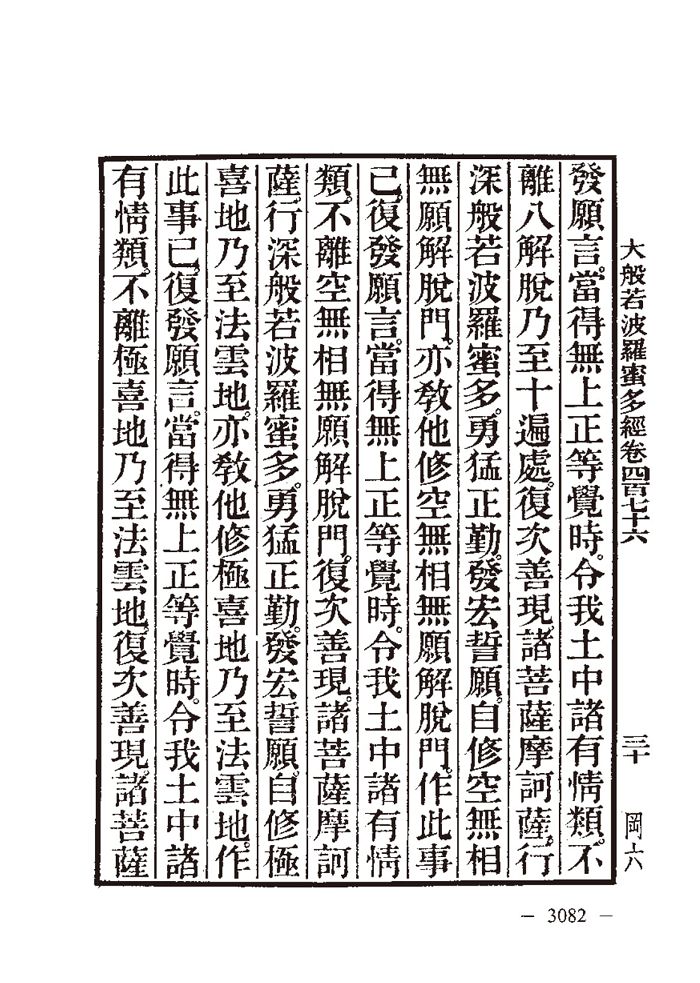 大般若波羅蜜多經卷四百七十六　三十　岡六
發願言。當得無上正等覺時。令我土中諸有情類。不
離八解脫乃至十遍處。復次善現。諸菩薩摩訶薩。行
深般若波羅蜜多。勇猛正勤。發宏誓願。自修空無相
無願解脫門。亦教他修空無相無願解脫門。作此事
已。復發願言。當得無上正等覺時。令我土中諸有情
類。不離空無相無願解脫門。復次善現。諸菩薩摩訶
薩。行深般若波羅蜜多。勇猛正勤。發宏誓願。自修極
喜地乃至法雲地。亦教他修極喜地乃至法雲地。作
此事已。復發願言。當得無上正等覺時。令我土中諸
有情類。不離極喜地乃至法雲地。復次善現。諸菩薩
— 3082 —